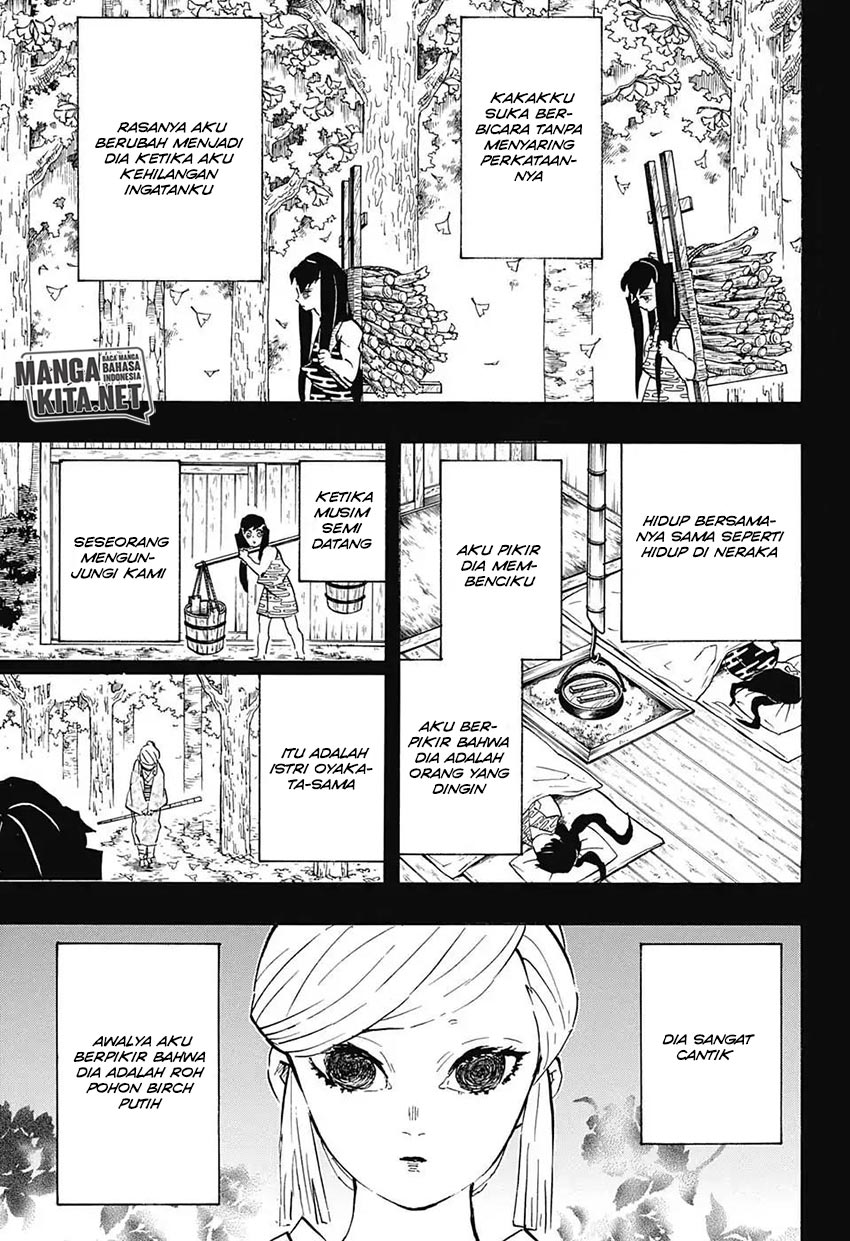 KAKAKKU
SUKA BER-
BICARA TANPA
MENYARING
PERKATAAN-
NYA
RASANYA AKU
BERUBAH MENJADI
DIA KETIKA AKU
KEHILANGAN
INGATANKU
MANGA
KITA.NET
BACA MANGA
BAHASA
INDONESIA
HIDUP BERSAMA-
NYA SAMA SEPERTI
HIDUP DI NERAKA
AKU PIKIR
DIA MEM-
BENCIKU
AKU BER-
PIKIR BAHWA
DIA ADALAH
ORANG YANG
DINGIN
KETIKA
MUSIM
SEMI
DATANG
SESEORANG
MENGUN-
JUNGI KAMI
ITU ADALAH
ISTRI OYAKA-
TA-SAMA
DIA SANGAT
CANTIK
AWALYA AKU
BERPIKIR BAHWA
DIA ADALAH ROH
POHON BIRCH
PUTIH